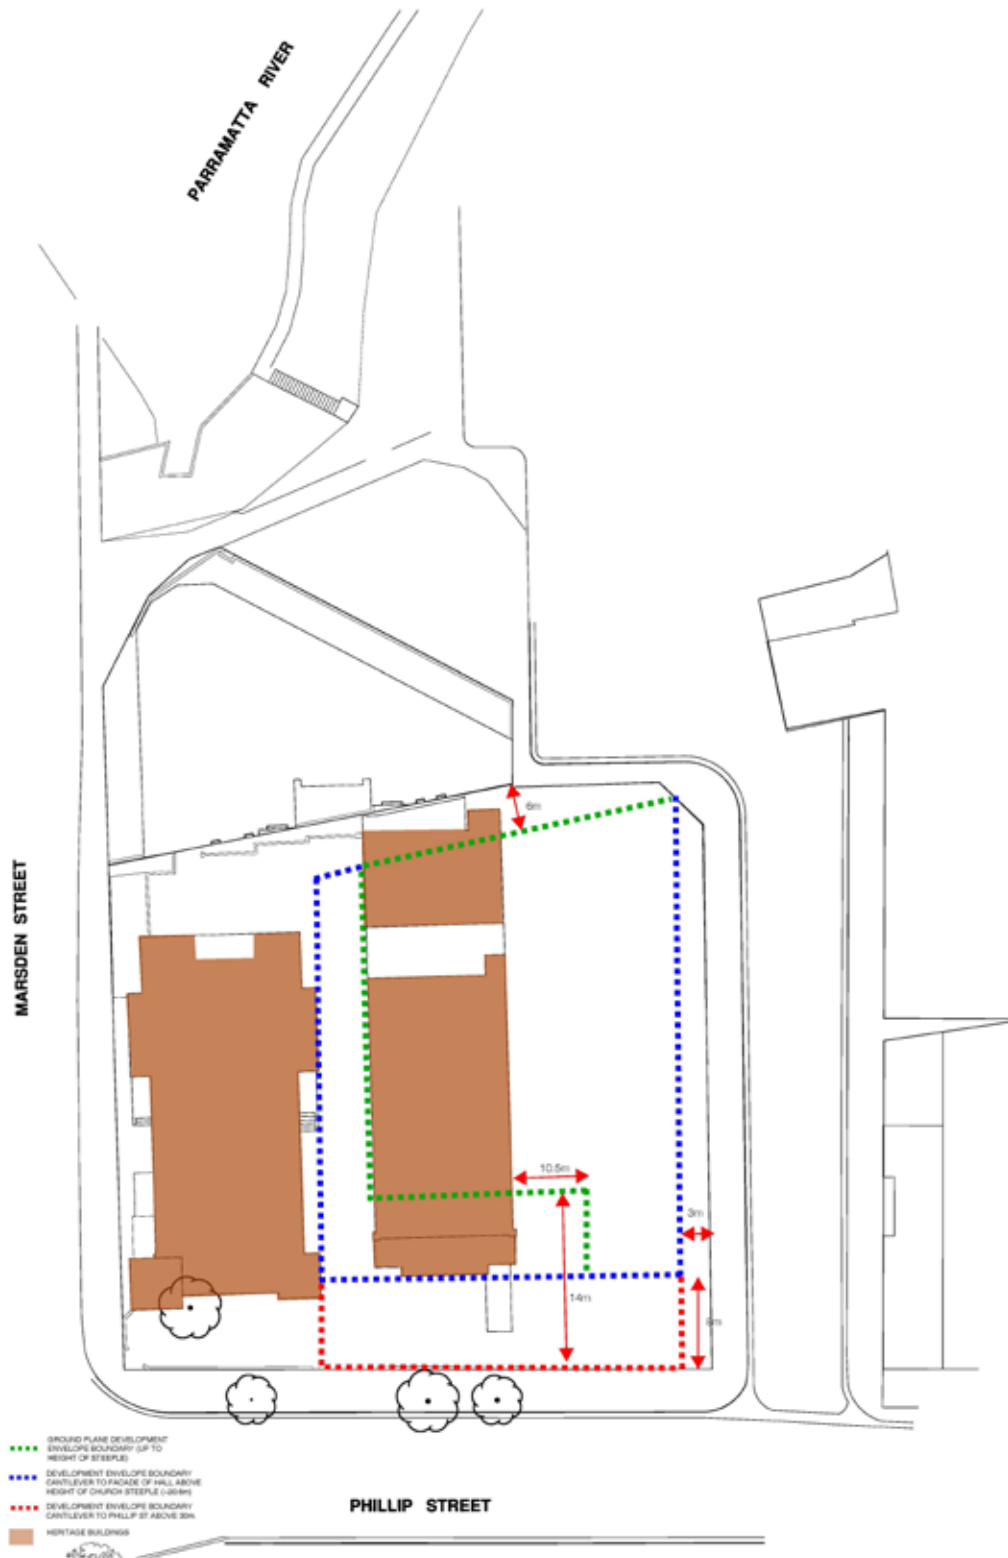 PARRAMATTA RIVER
6m
MARSDEN STREET
10.5m
3m
14m
8m
GROUND PLANE DEVELOPMENT
ENVELOPE BOUNDARY (UP TO
HEIGHT OF STEEPLE)
DEVELOPMENT ENVELOPE BOUNDARY
CANTILEVER TO FACADE OF HALL ABOVE
HEIGHT OF CHURCH STEEPLE
DEVELOPMENT ENVELOPE BOUNDARY
CANTILEVER TO PHILLIP ST ABOVE
HERITAGE BUILDINGS
PHILLIP STREET